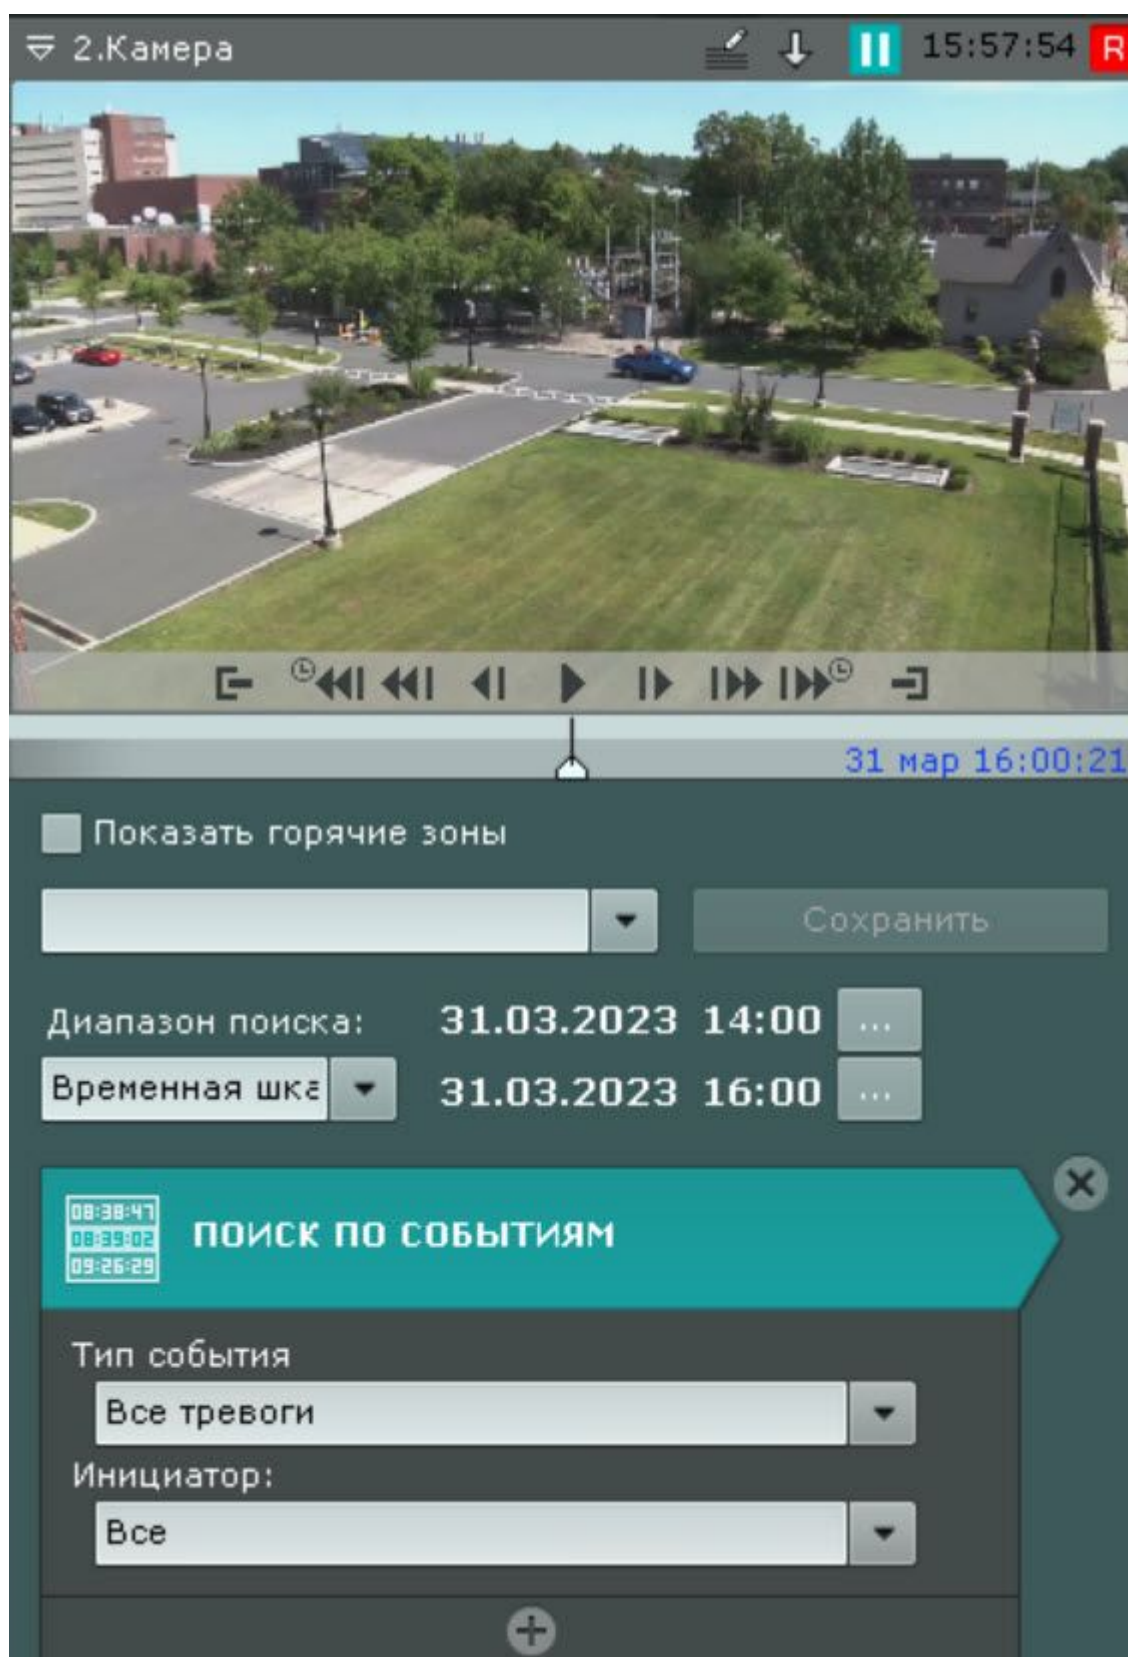 2.Камера 15:57:54 R
31 мар 16:00:21
Показать горячие зоны
Сохранить
Диапазон поиска: 31.03.2023 14:00 ...
Временная шка 31.03.2023 16:00 ...
08:38:47
08:39:02
09:26:29
ПОИСК ПО СОБЫТИЯМ
Тип события
Все тревоги
Инициатор:
Все